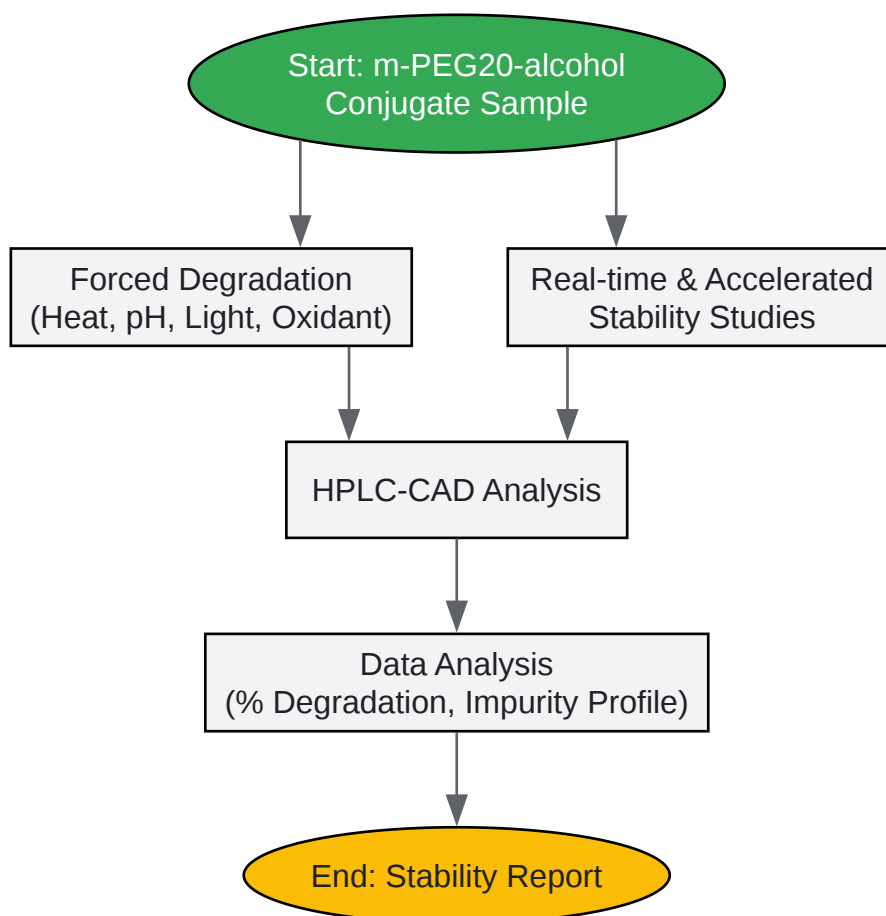 Start: m-PEG20-alcohol
Conjugate Sample
Forced Degradation
(Heat, pH, Light, Oxidant)
Real-time & Accelerated
Stability Studies
HPLC-CAD Analysis
Data Analysis
(% Degradation, Impurity Profile)
End: Stability Report